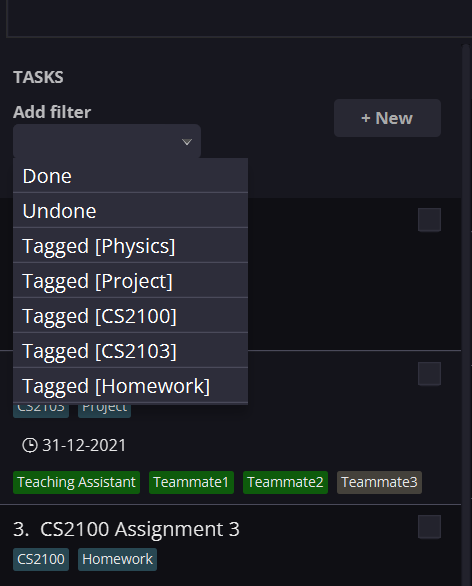 TASKS
Add filter
+ New
Done
Undone
Tagged [Physics]
Tagged [Project]
Tagged [CS2100]
Tagged [CS2103]
Tagged [Homework]
CS2103 Project
31-12-2021
Teaching Assistant Teammate1 Teammate2 Teammate3
3. CS2100 Assignment 3
CS2100 Homework